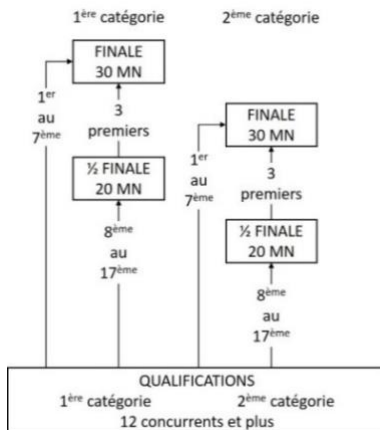 1ère catégorie
2ème catégorie
FINALE
30 MN
1er
au
7ème
3
premiers
½ FINALE
20 MN
8ème
au
17ème
FINALE
30 MN
1er
au
7ème
3
premiers
½ FINALE
20 MN
8ème
au
17ème
QUALIFICATIONS
1ère catégorie 2ème catégorie
12 concurrents et plus